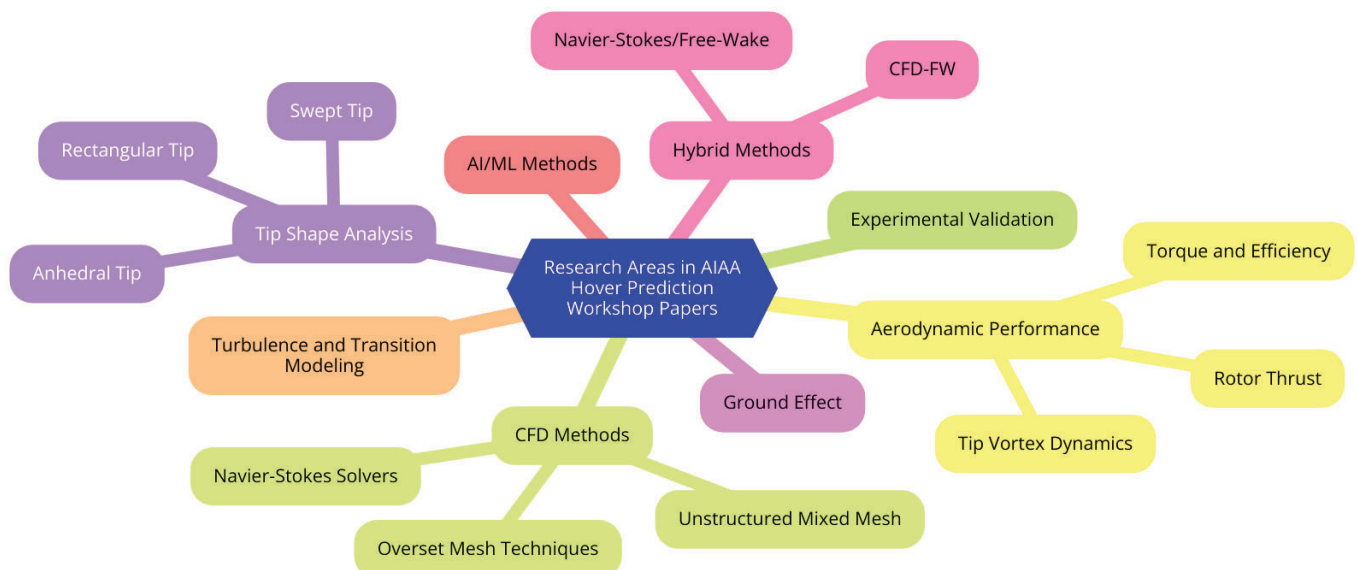 Navier-Stokes/Free-Wake
CFD-FW
Swept Tip
Rectangular Tip
AI/ML Methods
Hybrid Methods
Tip Shape Analysis
Experimental Validation
Anhedral Tip
Research Areas in AIAA
Hover Prediction
Workshop Papers
Torque and Efficiency
Turbulence and Transition
Modeling
Aerodynamic Performance
Ground Effect
Rotor Thrust
CFD Methods
Tip Vortex Dynamics
Navier-Stokes Solvers
Unstructured Mixed Mesh
Overset Mesh Techniques